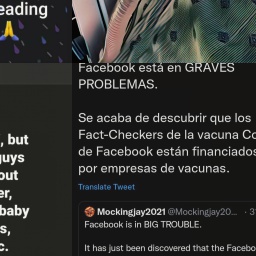 eading
🙏
, but
guys
out
er,
baby
s,
c.
Facebook está en GRAVES
PROBLEMAS.
Se acaba de descubrir que los
Fact-Checkers de la vacuna Co
de Facebook están financiados
por empresas de vacunas.
Translate Tweet
Mockingjay2021 @Mockingjay20... · 3
Facebook is in BIG TROUBLE.
It has just been discovered that the Facebo